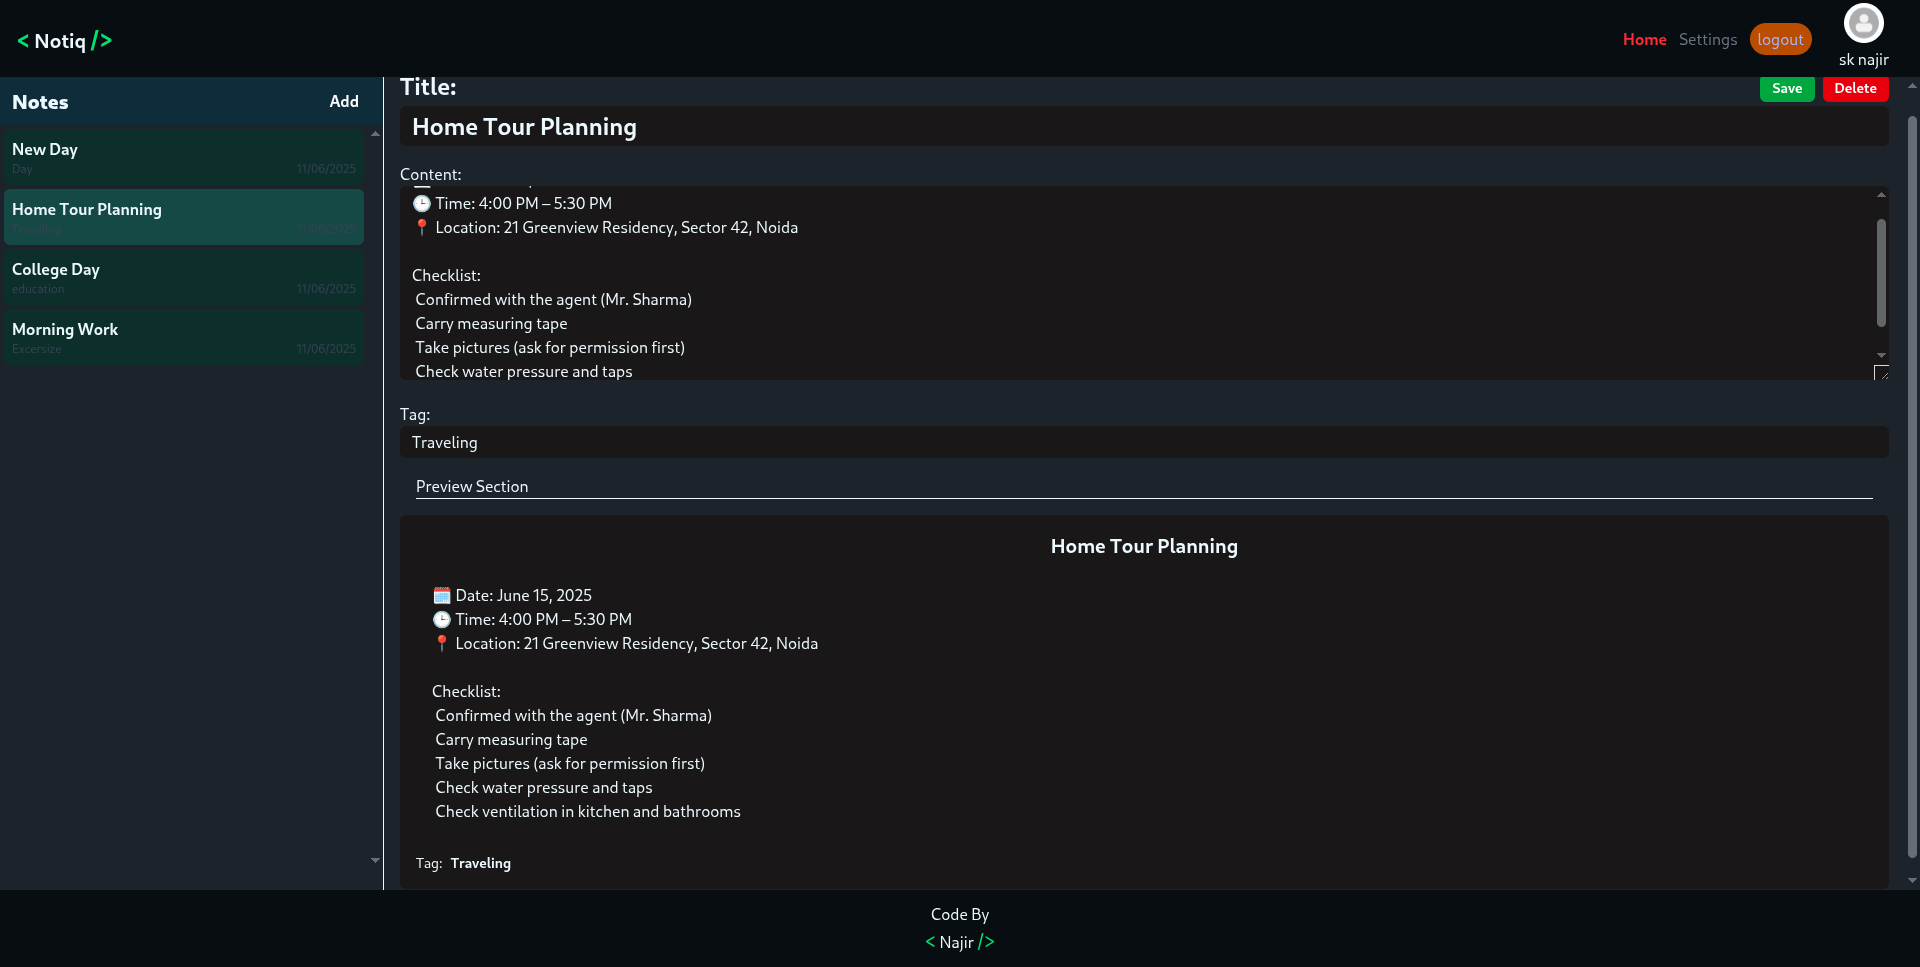 < Notiq />
Home Settings logout
sk najir
Notes Add
New Day
Day 11/06/2025
Home Tour Planning
Traveling 11/06/2025
College Day
education 11/06/2025
Morning Work
Excersize 11/06/2025
Title:
Save Delete
Home Tour Planning
Content:
🕒 Time: 4:00 PM – 5:30 PM
📍 Location: 21 Greenview Residency, Sector 42, Noida
Checklist:
Confirmed with the agent (Mr. Sharma)
Carry measuring tape
Take pictures (ask for permission first)
Check water pressure and taps
Tag:
Traveling
Preview Section
Home Tour Planning
🗓️ Date: June 15, 2025
🕒 Time: 4:00 PM – 5:30 PM
📍 Location: 21 Greenview Residency, Sector 42, Noida
Checklist:
Confirmed with the agent (Mr. Sharma)
Carry measuring tape
Take pictures (ask for permission first)
Check water pressure and taps
Check ventilation in kitchen and bathrooms
Tag: Traveling
Code By
< Najir />